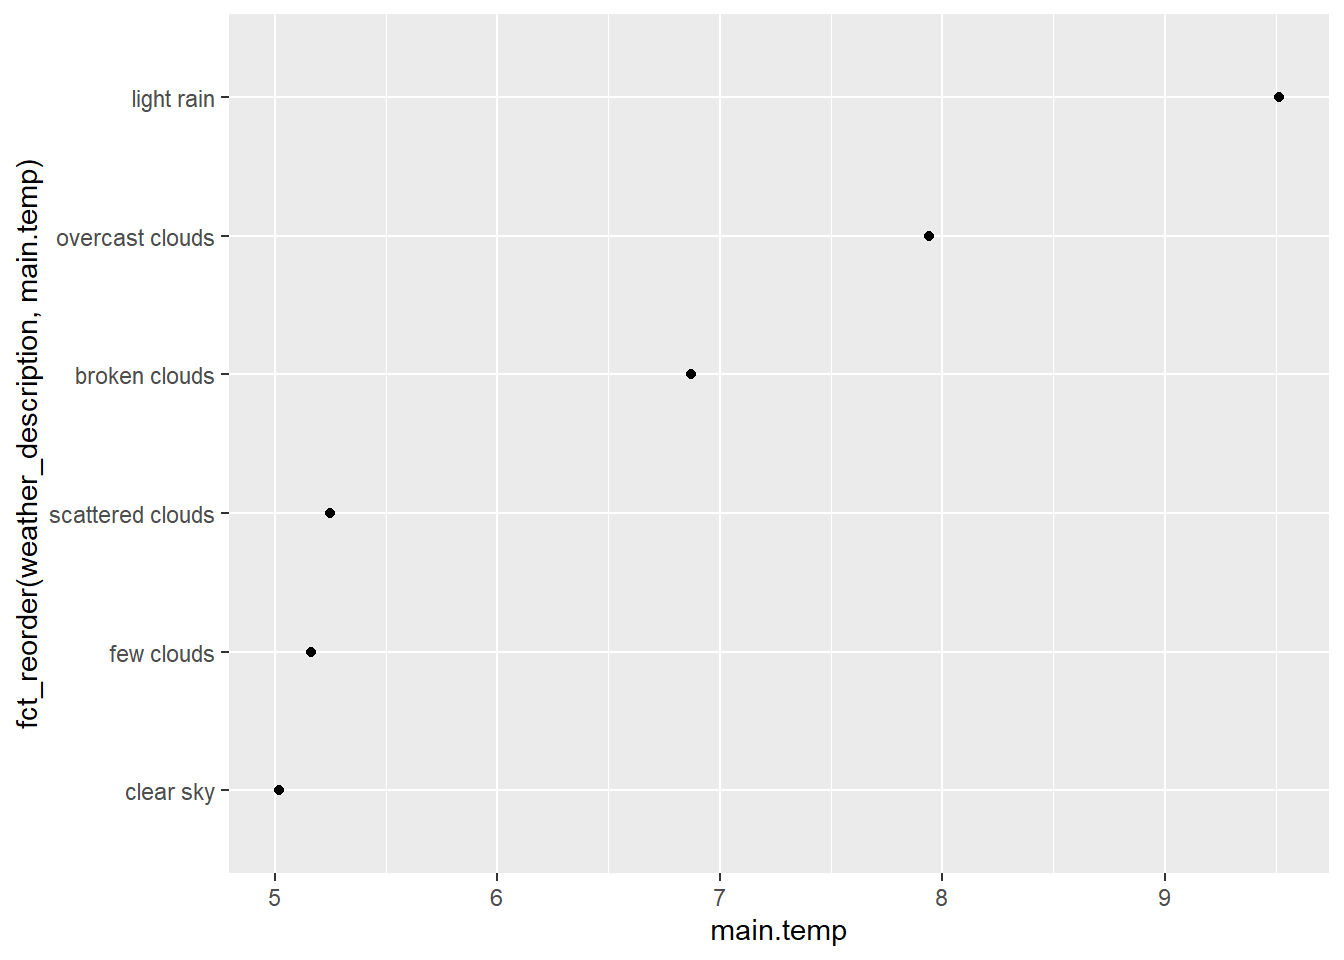 fct_reorder(weather_description, main.temp)
light rain
overcast clouds
broken clouds
scattered clouds
few clouds
clear sky
5 6 7 8 9
main.temp